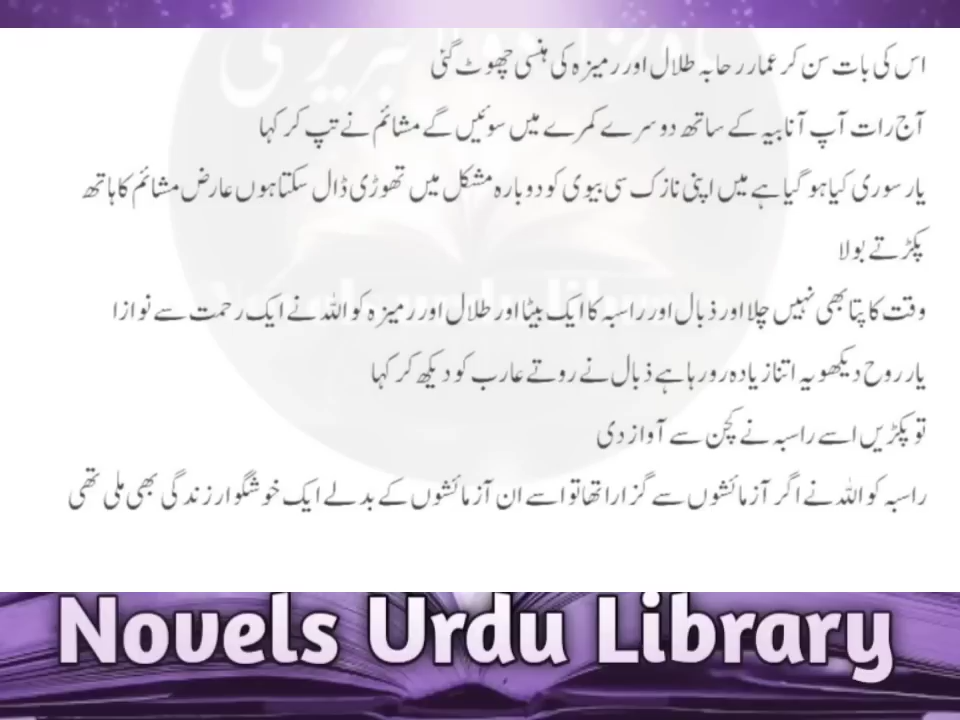 اس کی بات سن کر عمار رحابہ طلال اور رمیزہ کی ہنسی چھوٹ گئی
آج رات آپ آنابیہ کے ساتھ دوسرے کمرے میں سوئیں گے مشائم نے تپ کر کہا
یار سوری کیا ہو گیا ہے میں اپنی نازک سی بیوی کو دوبارہ مشکل میں تھوڑی ڈال سکتا ہوں عارض مشائم کا ہاتھ
پکڑتے بولا
وقت کا پتا بھی نہیں چلا اور ذبال اور راسبہ کا ایک بیٹا اور طلال اور رمیزہ کو اللہ نے ایک رحمت سے نوازا
یار روح دیکھو یہ اتنا زیادہ رو رہا ہے ذبال نے روتے عارب کو دیکھ کر کہا
تو پکڑیں اسے راسبہ نے کچن سے آواز دی
راسبہ کو اللہ نے اگر آزمائشوں سے گزارا تھا تو اسے ان آزمائشوں کے بدلے ایک خوشگوار زندگی بھی ملی تھی
Novels Urdu Library